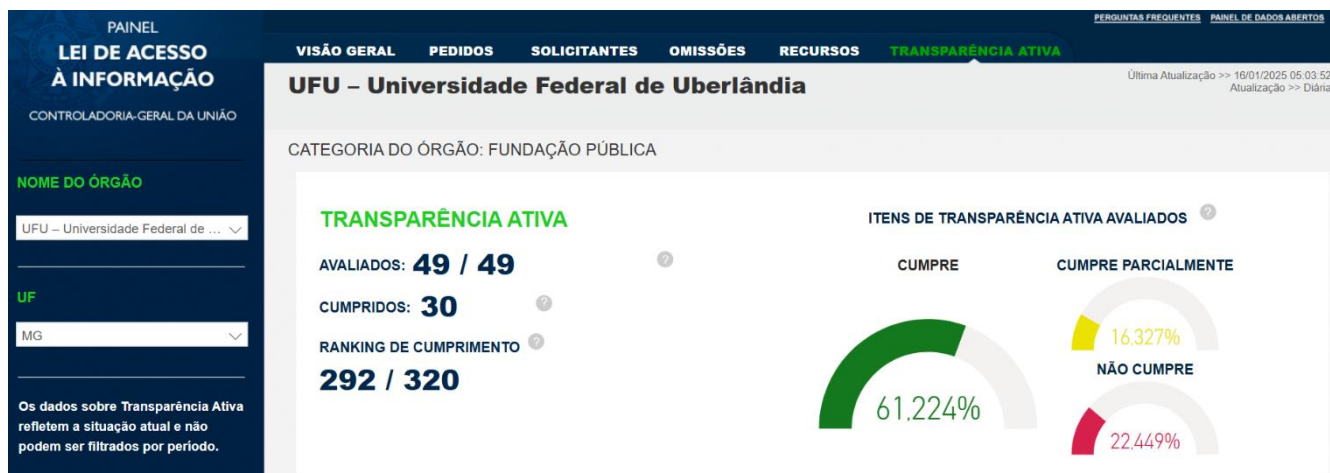 PAINEL
LEI DE ACESSO
À INFORMAÇÃO
CONTROLADORIA-GERAL DA UNIÃO
NOME DO ÓRGÃO
UFU – Universidade Federal de ...
UF
MG
Os dados sobre Transparência Ativa
refletem a situação atual e não
podem ser filtrados por período.
PERGUNTAS FREQUENTES PAINEL DE DADOS ABERTOS
VISÃO GERAL PEDIDOS SOLICITANTES OMISSÕES RECURSOS TRANSPARÊNCIA ATIVA
UFU – Universidade Federal de Uberlândia
Última Atualização >> 16/01/2025 05:03:52
Atualização >> Diária
CATEGORIA DO ÓRGÃO: FUNDAÇÃO PÚBLICA
TRANSPARÊNCIA ATIVA
AVALIADOS: 49 / 49 ?
CUMPRIDOS: 30 ?
RANKING DE CUMPRIMENTO ?
292 / 320
ITENS DE TRANSPARÊNCIA ATIVA AVALIADOS ?
CUMPRE
61,224%
CUMPRE PARCIALMENTE
16,327%
NÃO CUMPRE
22,449%